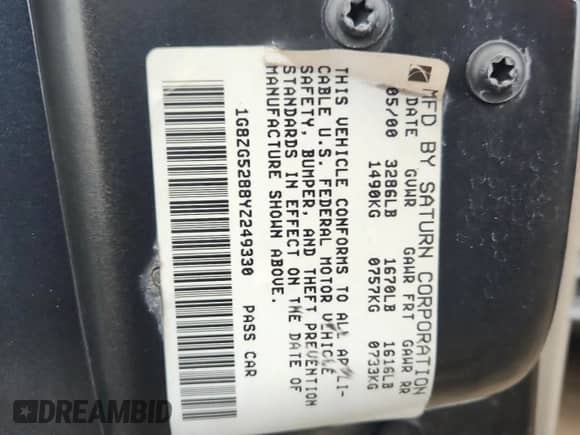 MFD BY SATURN CORPORATION
DATE GVWR GAWR FRT GAWR RR
05/00 3286LB 1670LB 1616LB
1490KG 0757KG 0733KG
THIS VEHICLE CONFORMS TO ALL APPLI-
CABLE U.S. FEDERAL MOTOR VEHICLE
SAFETY, BUMPER, AND THEFT PREVENTION
STANDARDS IN EFFECT ON THE DATE OF
MANUFACTURE SHOWN ABOVE.
1G8ZG5288YZ249330 PASS CAR
DREAMBID